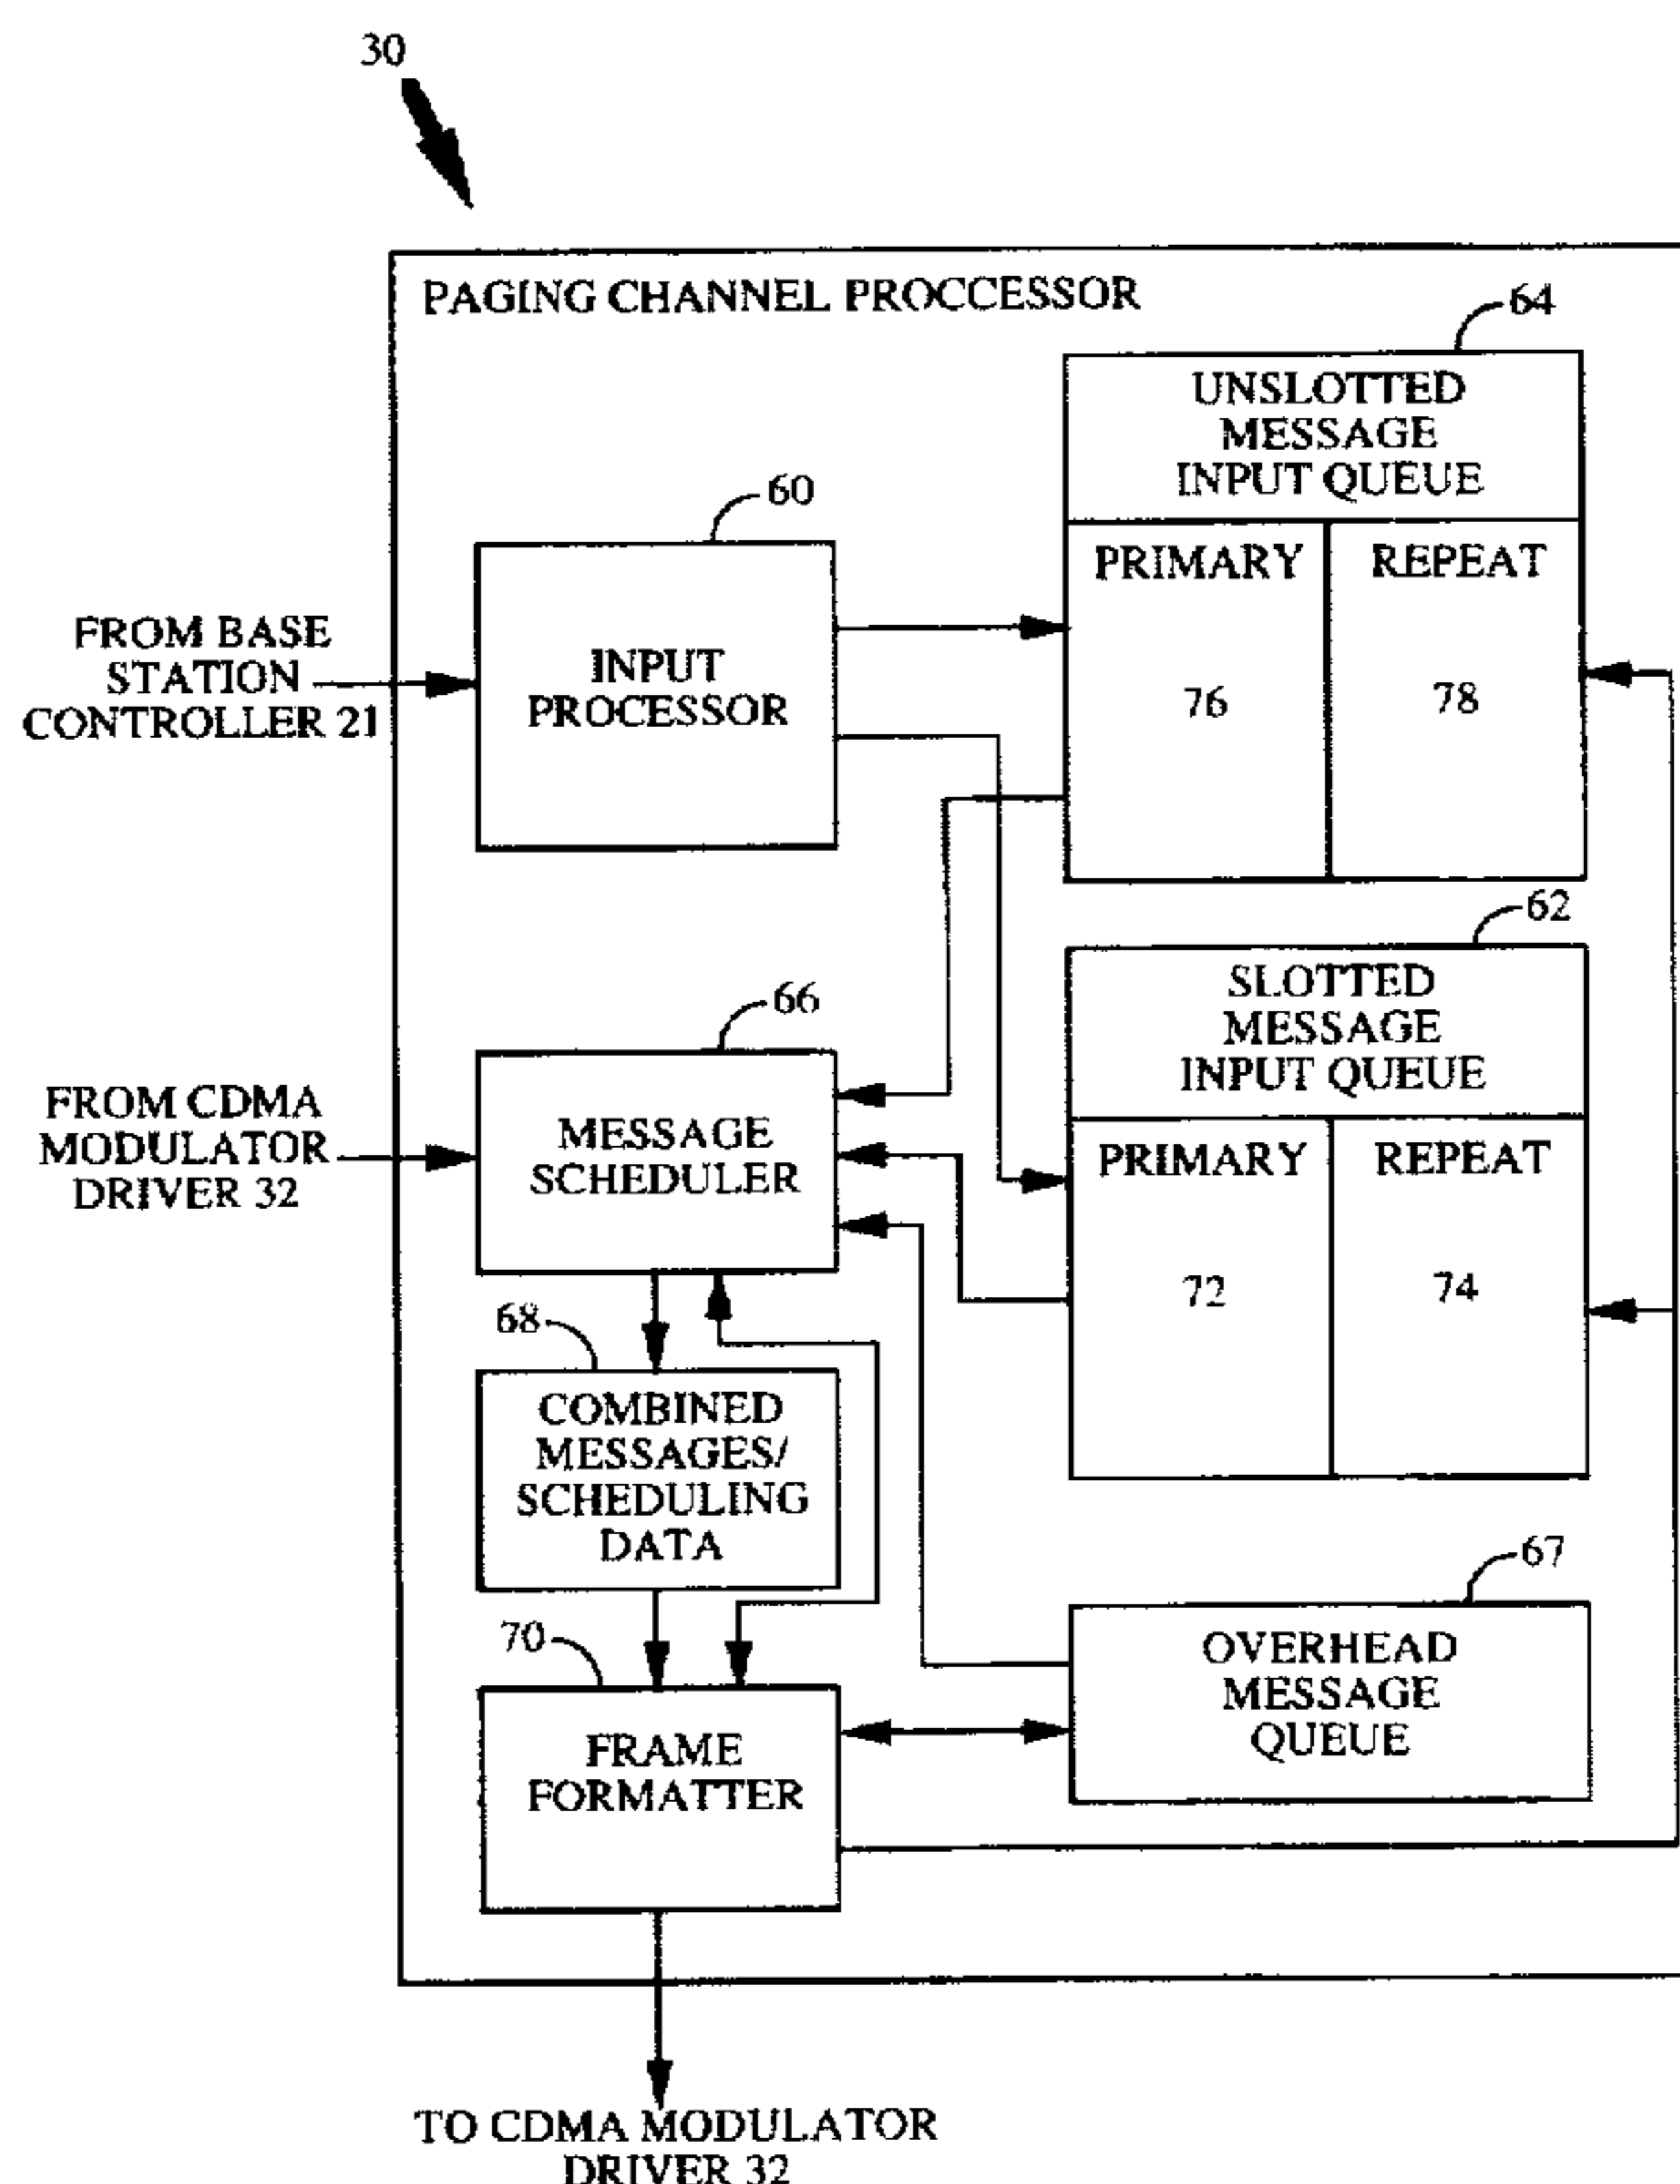 30
PAGING CHANNEL PROCCESSOR
64
UNSLOTTED
MESSAGE
INPUT QUEUE
PRIMARY
REPEAT
76
78
60
INPUT
PROCESSOR
FROM BASE
STATION
CONTROLLER 21
62
SLOTTED
MESSAGE
INPUT QUEUE
PRIMARY
REPEAT
72
74
66
MESSAGE
SCHEDULER
FROM CDMA
MODULATOR
DRIVER 32
68
COMBINED
MESSAGES/
SCHEDULING
DATA
67
OVERHEAD
MESSAGE
QUEUE
70
FRAME
FORMATTER
TO CDMA MODULATOR
DRIVER 32